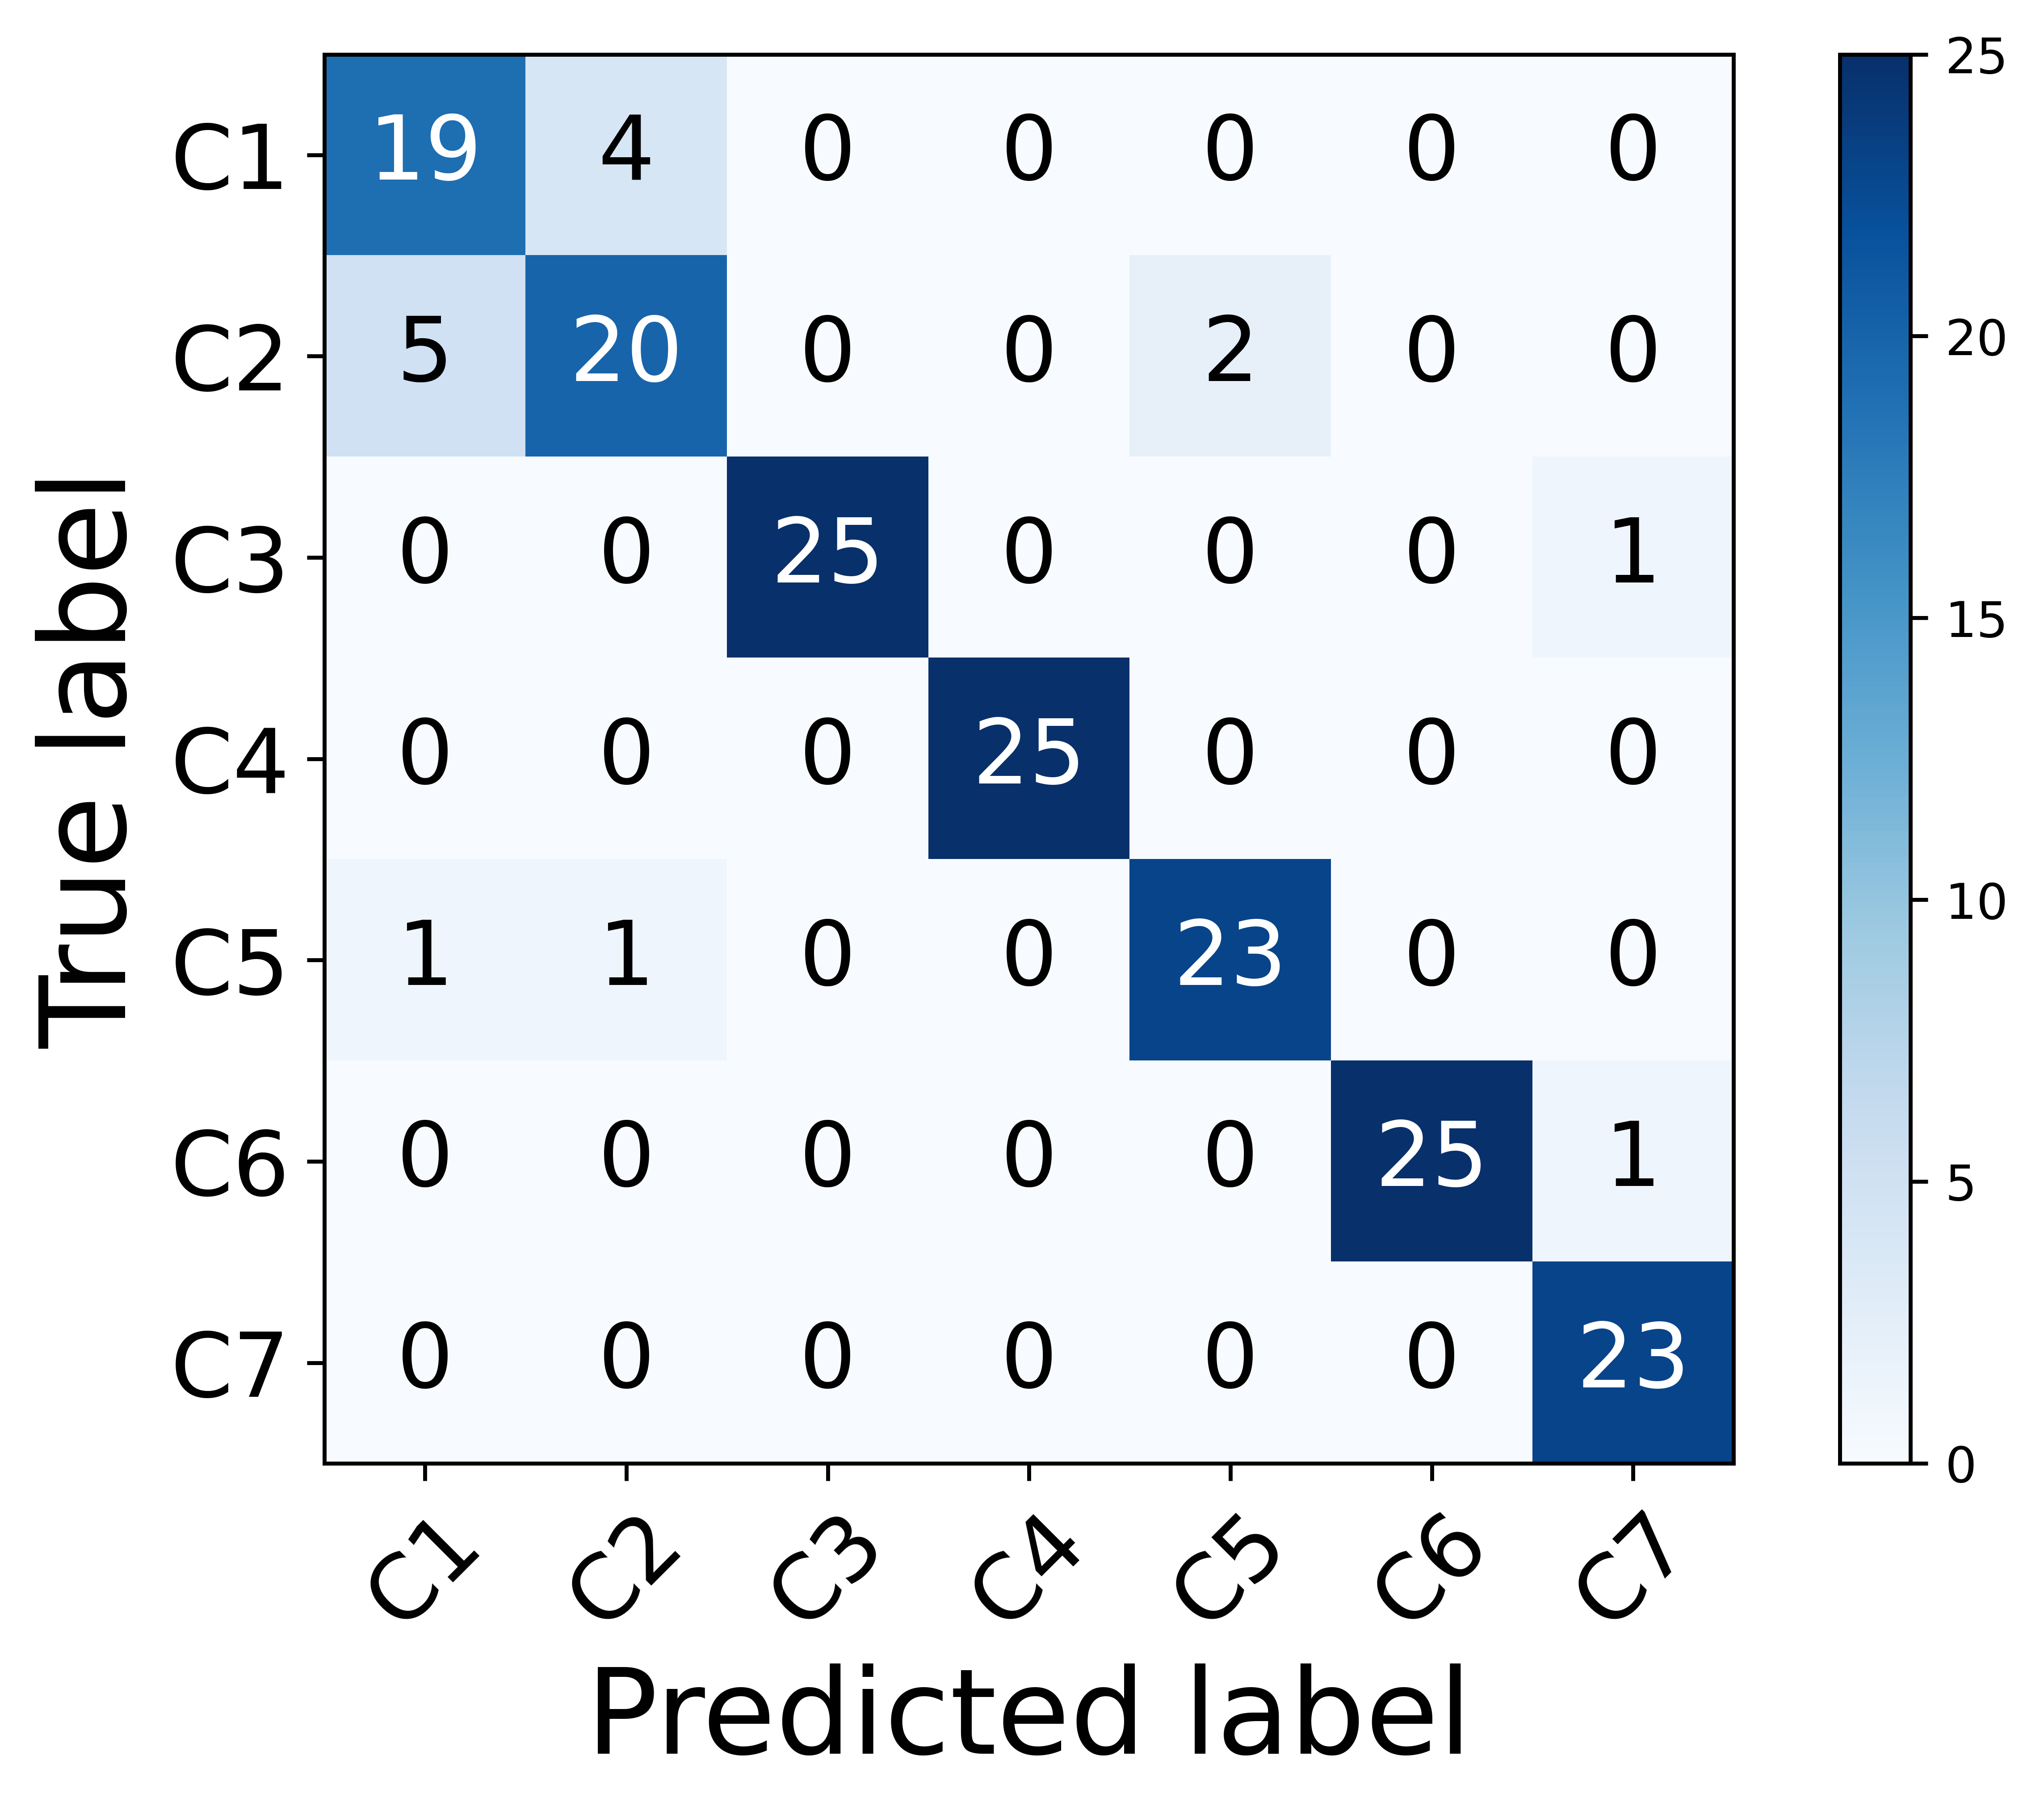 True label
C1 19 4 0 0 0 0 0
C2 5 20 0 0 2 0 0
C3 0 0 25 0 0 0 1
C4 0 0 0 25 0 0 0
C5 1 1 0 0 23 0 0
C6 0 0 0 0 0 25 1
C7 0 0 0 0 0 0 23
C1 C2 C3 C4 C5 C6 C7
Predicted label
25
20
15
10
5
0